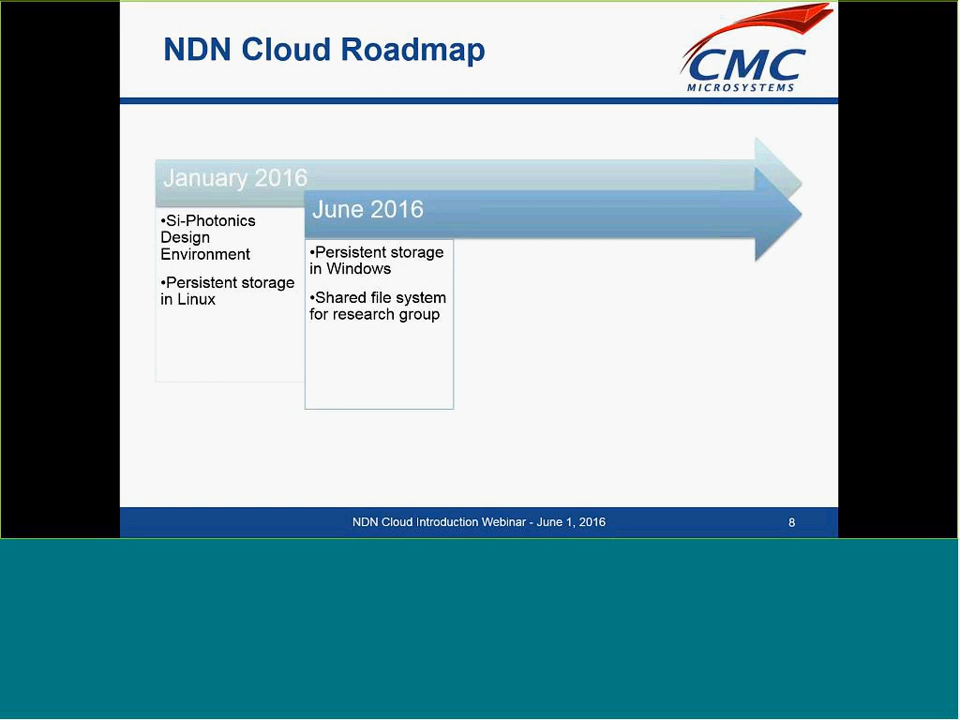 NDN Cloud Roadmap
CMC
MICROSYSTEMS
January 2016
•Si-Photonics
Design
Environment
•Persistent storage
in Linux
June 2016
•Persistent storage
in Windows
•Shared file system
for research group
NDN Cloud Introduction Webinar - June 1, 2016
8